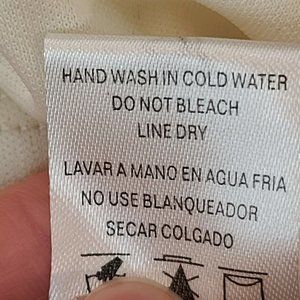 HAND WASH IN COLD WATER
DO NOT BLEACH
LINE DRY
LAVAR A MANO EN AGUA FRIA
NO USE BLANQUEADOR
SECAR COLGADO